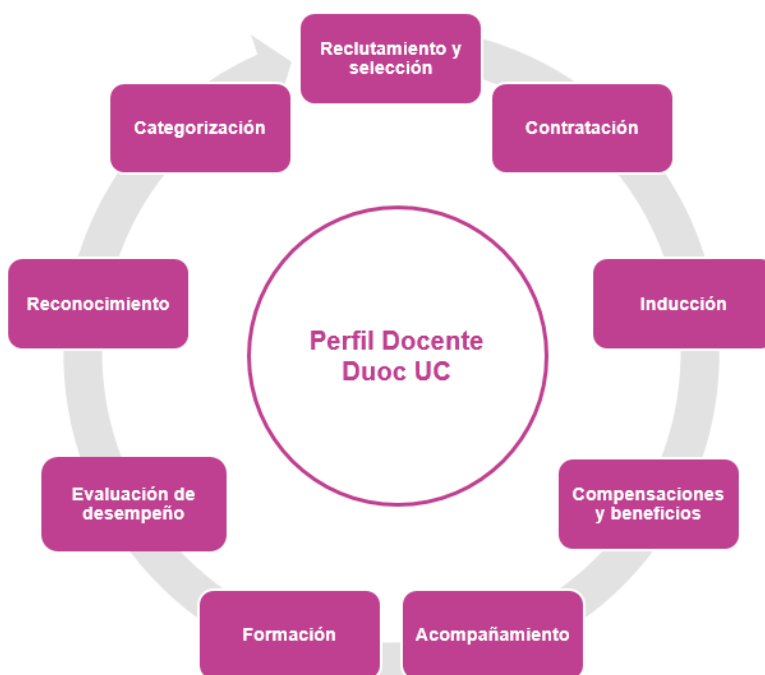 Reclutamiento y
selección
Contratación
Inducción
Compensaciones
y beneficios
Acompañamiento
Formación
Evaluación de
desempeño
Reconocimiento
Categorización
Perfil Docente
Duoc UC